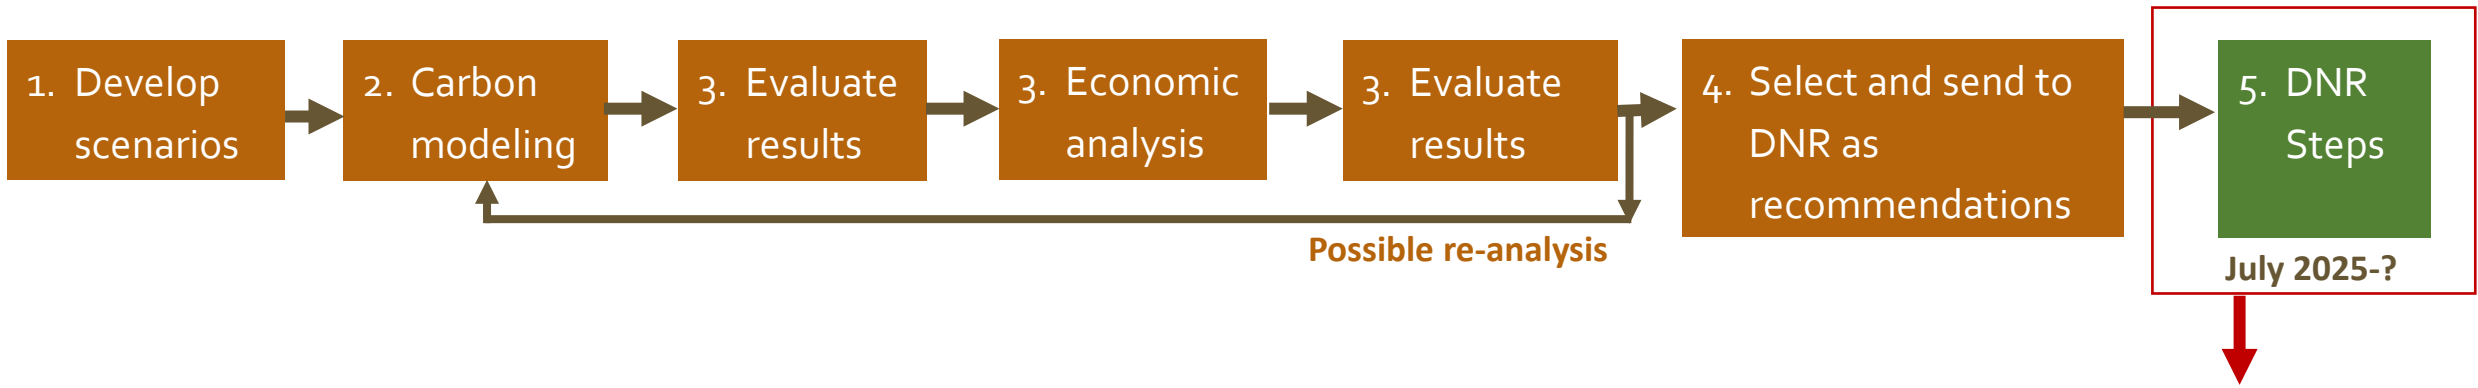 1. Develop
scenarios
2. Carbon
modeling
3. Evaluate
results
3. Economic
analysis
3. Evaluate
results
4. Select and send to
DNR as
recommendations
5. DNR
Steps
Possible re-analysis
July 2025-?